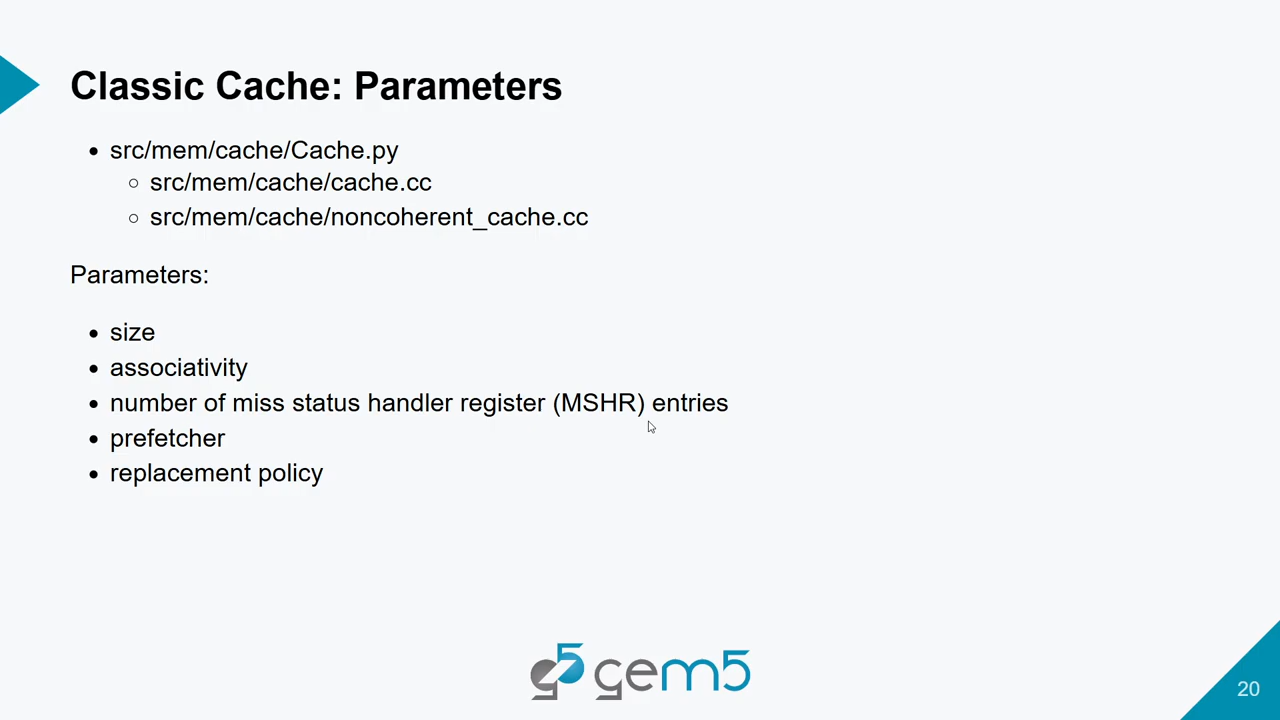 Classic Cache: Parameters
src/mem/cache/Cache.py
src/mem/cache/cache.cc
src/mem/cache/noncoherent_cache.cc
Parameters:
size
associativity
number of miss status handler register (MSHR) entries
prefetcher
replacement policy
g5 gem5
20